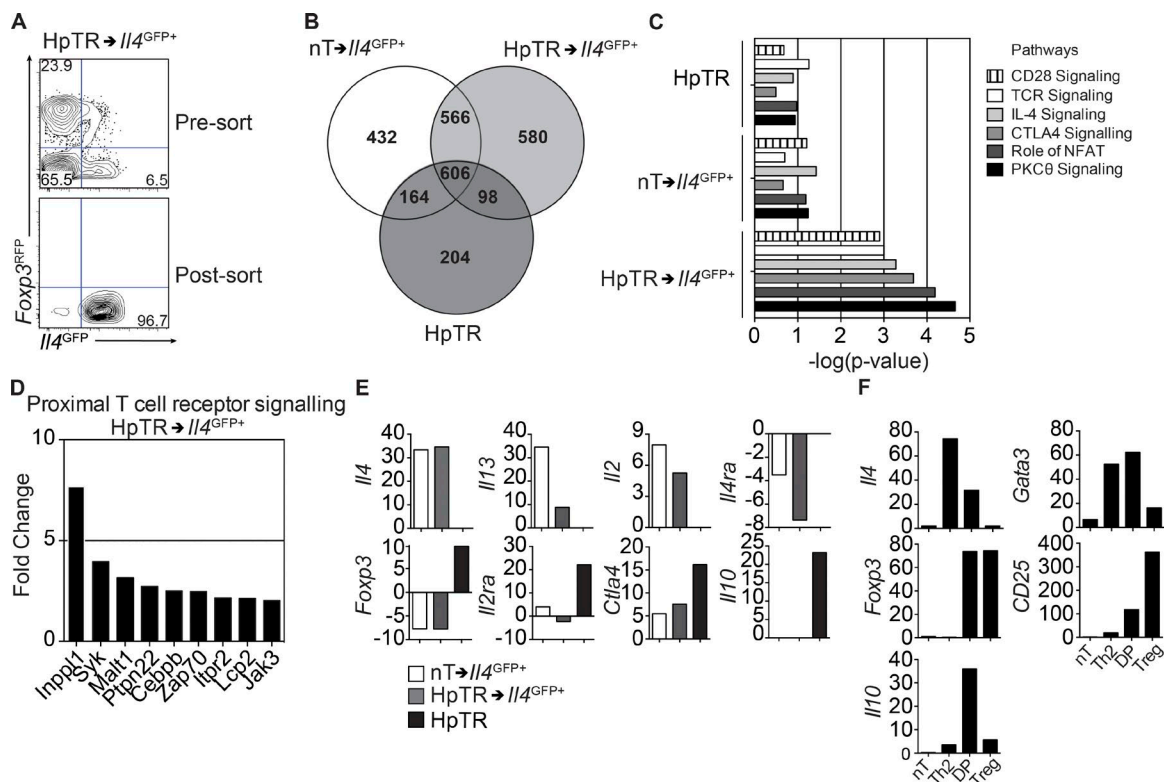 A
HpTR➔Il4GFP+
23.9
65.5
6.5
Pre-sort
96.7
Post-sort
Foxp3RFP
Il4GFP
B
nT➔Il4GFP+
HpTR➔Il4GFP+
432
566
580
606
164
98
204
HpTR
C
HpTR
nT➔Il4GFP+
HpTR➔Il4GFP+
0 1 2 3 4 5
-log(p-value)
Pathways
CD28 Signaling
TCR Signaling
IL-4 Signaling
CTLA4 Signalling
Role of NFAT
PKCθ Signaling
D
Proximal T cell receptor signalling
HpTR➔Il4GFP+
Fold Change
10
5
0
Inppl1 Syk Malt1 Ptpn22 Cebpb Zap70 Itpr2 Lcp2 Jak3
E
Il4
40
30
20
10
0
Il13
40
30
20
10
0
Il2
12
9
6
3
0
Il4ra
0
-2
-4
-6
-8
Foxp3
10
5
0
-5
-10
Il2ra
30
20
10
0
-10
Ctla4
20
15
10
5
0
Il10
30
20
10
0
nT➔Il4GFP+
HpTR➔Il4GFP+
HpTR
F
Il4
80
60
40
20
0
Gata3
80
60
40
20
0
Foxp3
80
60
40
20
0
CD25
400
300
200
100
0
nT Th2 DP Treg
Il10
40
30
20
10
0
nT Th2 DP Treg